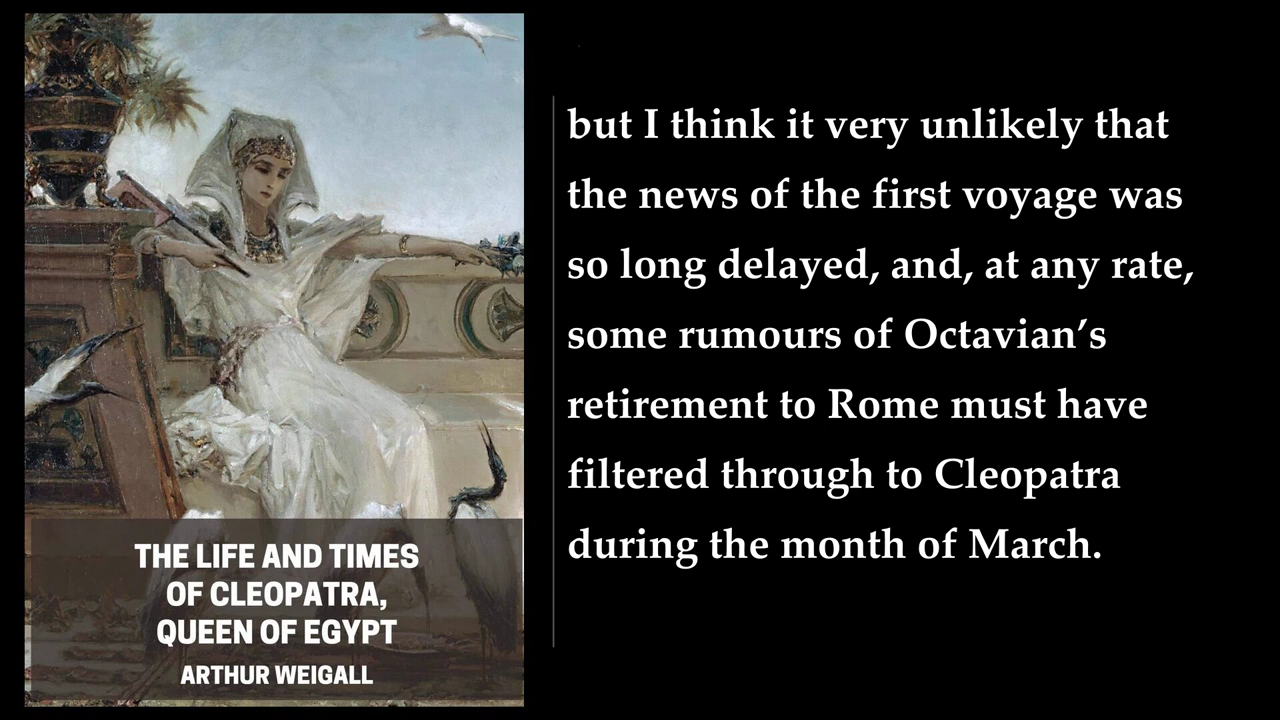 but I think it very unlikely that
the news of the first voyage was
so long delayed, and, at any rate,
some rumours of Octavian’s
retirement to Rome must have
filtered through to Cleopatra
during the month of March.
THE LIFE AND TIMES
OF CLEOPATRA,
QUEEN OF EGYPT
ARTHUR WEIGALL